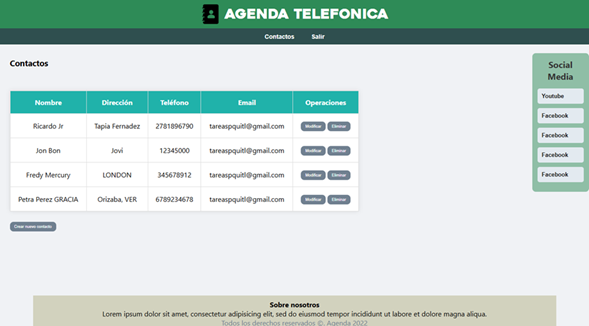 AGENDA TELEFONICA
Contactos Salir
Contactos
Social
Media
Youtube
Facebook
Facebook
Facebook
Facebook
Nombre Dirección Teléfono Email Operaciones
Ricardo Jr Tapia Fernadez 2781896790 tareaspquitl@gmail.com Modificar Eliminar
Jon Bon Jovi 12345000 tareaspquitl@gmail.com Modificar Eliminar
Fredy Mercury LONDON 345678912 tareaspquitl@gmail.com Modificar Eliminar
Petra Perez GRACIA Orizaba, VER 6789234678 tareaspquitl@gmail.com Modificar Eliminar
Crear nuevo contacto
Sobre nosotros
Lorem ipsum dolor sit amet, consectetur adipisicing elit, sed do eiusmod tempor incididunt ut labore et dolore magna aliqua.
Todos los derechos reservados ©, Agenda 2022